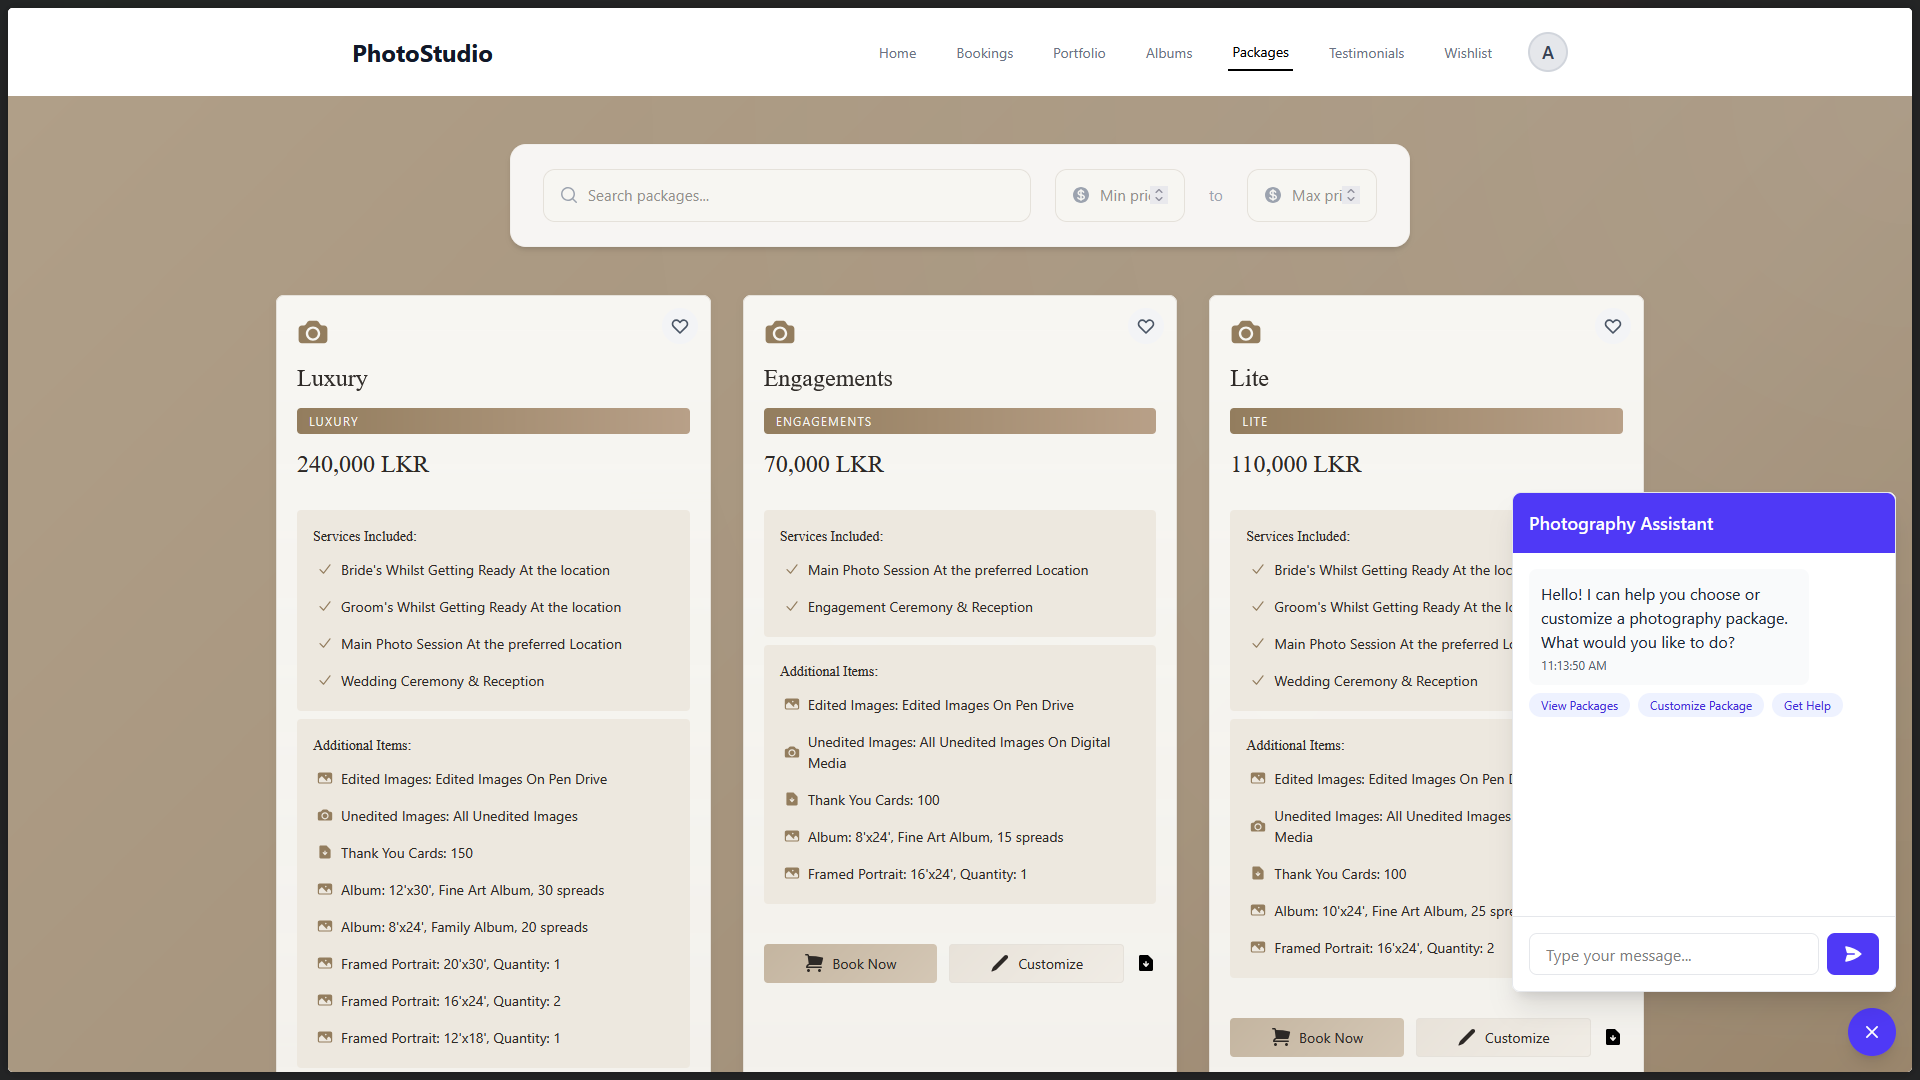 PhotoStudio
Home
Bookings
Portfolio
Albums
Packages
Testimonials
Wishlist
A
Search packages...
Min pri
to
Max pri
Luxury
LUXURY
240,000 LKR
Services Included:
Bride's Whilst Getting Ready At the location
Groom's Whilst Getting Ready At the location
Main Photo Session At the preferred Location
Wedding Ceremony & Reception
Additional Items:
Edited Images: Edited Images On Pen Drive
Unedited Images: All Unedited Images
Thank You Cards: 150
Album: 12'x30', Fine Art Album, 30 spreads
Album: 8'x24', Family Album, 20 spreads
Framed Portrait: 20'x30', Quantity: 1
Framed Portrait: 16'x24', Quantity: 2
Framed Portrait: 12'x18', Quantity: 1
Engagements
ENGAGEMENTS
70,000 LKR
Services Included:
Main Photo Session At the preferred Location
Engagement Ceremony & Reception
Additional Items:
Edited Images: Edited Images On Pen Drive
Unedited Images: All Unedited Images On Digital
Media
Thank You Cards: 100
Album: 8'x24', Fine Art Album, 15 spreads
Framed Portrait: 16'x24', Quantity: 1
Book Now
Customize
Lite
LITE
110,000 LKR
Services Included:
Bride's Whilst Getting Ready At the loc
Groom's Whilst Getting Ready At the lo
Main Photo Session At the preferred Lo
Wedding Ceremony & Reception
Additional Items:
Edited Images: Edited Images On Pen D
Unedited Images: All Unedited Images
Media
Thank You Cards: 100
Album: 10'x24', Fine Art Album, 25 spre
Framed Portrait: 16'x24', Quantity: 2
Book Now
Customize
Photography Assistant
Hello! I can help you choose or
customize a photography package.
What would you like to do?
11:13:50 AM
View Packages
Customize Package
Get Help
Type your message...